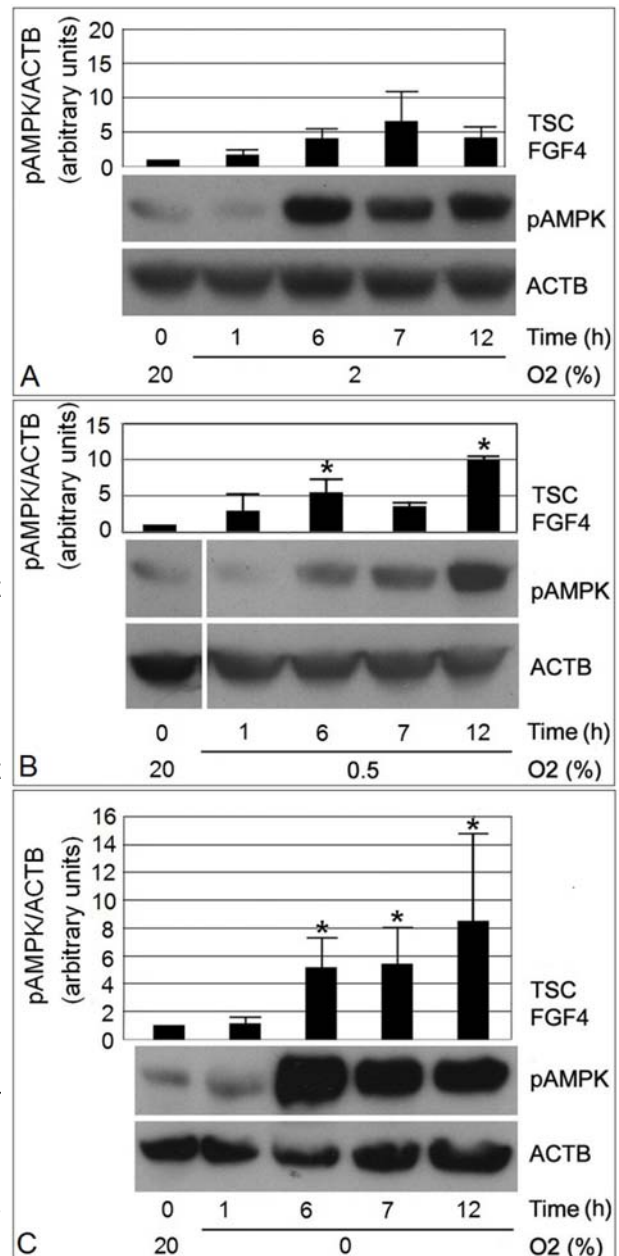 pAMPK/ACTB
(arbitrary units)
20
15
10
5
0
TSC
FGF4
pAMPK
ACTB
0 1 6 7 12 Time (h)
20 2 O2 (%)
A
pAMPK/ACTB
(arbitrary units)
15
10
5
0
* *
TSC
FGF4
pAMPK
ACTB
0 1 6 7 12 Time (h)
20 0.5 O2 (%)
B
pAMPK/ACTB
(arbitrary units)
16
14
12
10
8
6
4
2
0
* * *
TSC
FGF4
pAMPK
ACTB
0 1 6 7 12 Time (h)
20 0 O2 (%)
C